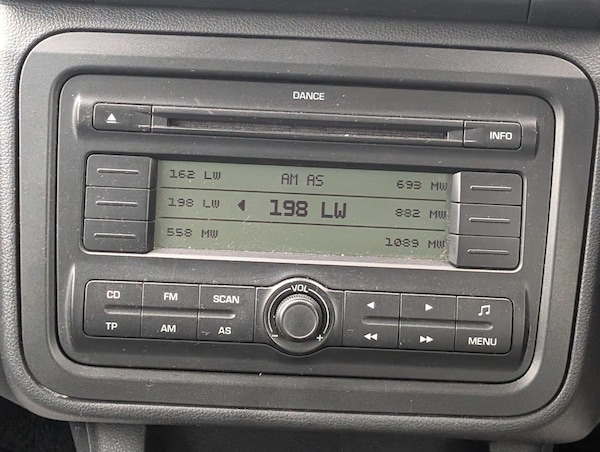 DANCE
INFO
162 LW AM AS 693 MW
198 LW 198 LW 882 MW
558 MW 1089 MW
CD FM SCAN VOL
TP AM AS - + MENU